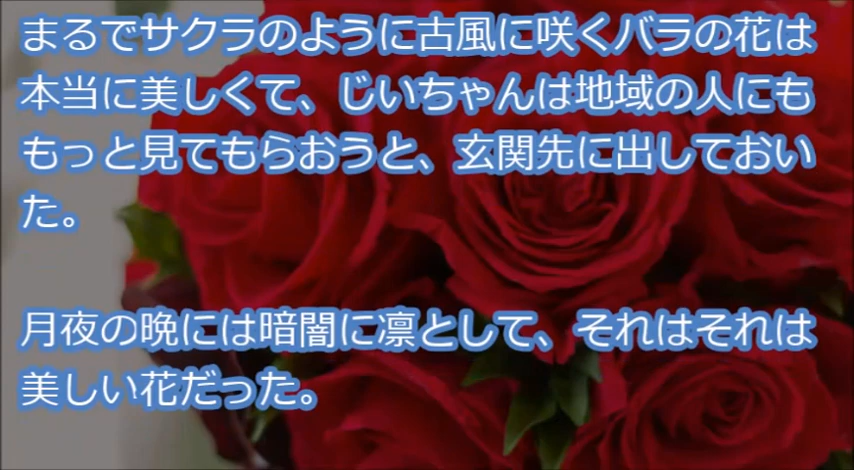 まるでサクラのように古風に咲くバラの花は
本当に美しくて、じいちゃんは地域の人にも
もっと見てもらおうと、玄関先に出しておい
た。
月夜の晩には暗闇に凛として、それはそれは
美しい花だった。